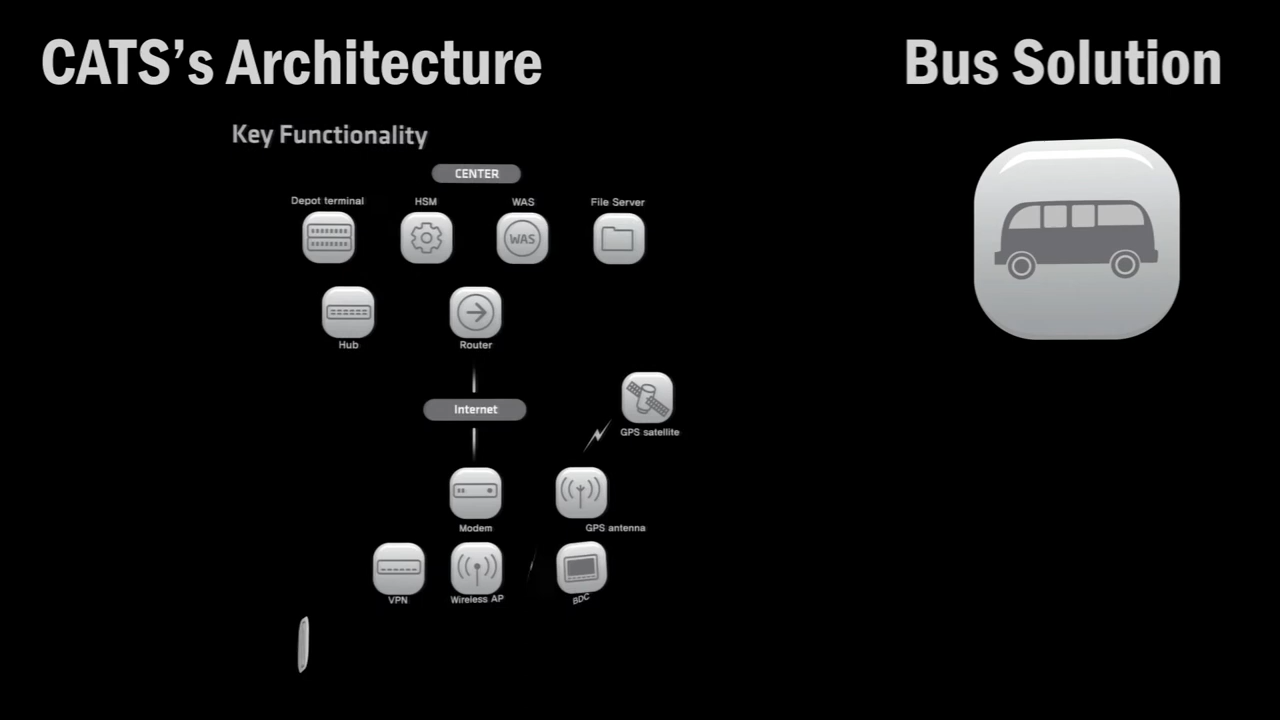 CATS’s Architecture
Bus Solution
Key Functionality
CENTER
Depot terminal
HSM
WAS
File Server
WAS
Hub
Router
Internet
GPS satellite
Modem
GPS antenna
VPN
Wireless AP
BDC